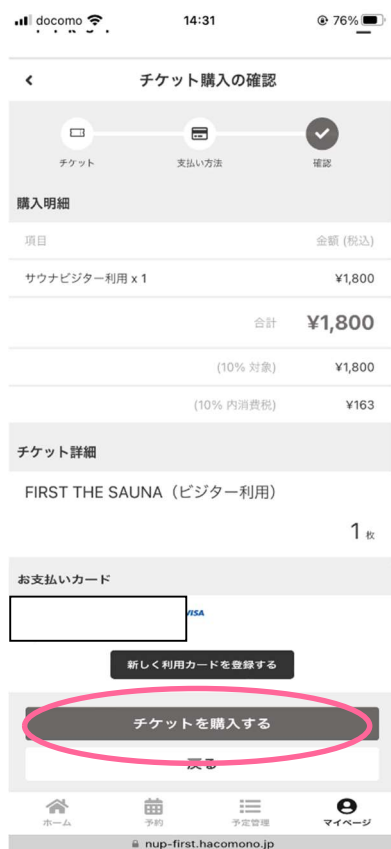 docomo 14:31 76%
チケット購入の確認
チケット 支払い方法 確認
購入明細
項目 金額 (税込)
サウナビジター利用 x 1 ¥1,800
合計 ¥1,800
(10% 対象) ¥1,800
(10% 内消費税) ¥163
チケット詳細
FIRST THE SAUNA（ビジター利用）
1 枚
お支払いカード
VISA
新しく利用カードを登録する
チケットを購入する
戻る
ホーム 予約 予定管理 マイページ
nup-first.hacomono.jp